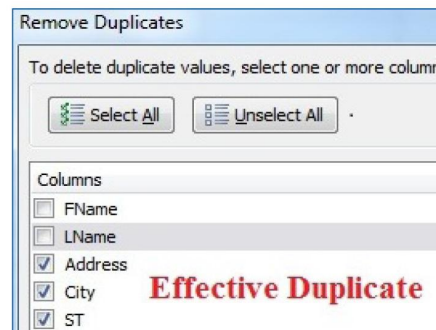 Remove Duplicates
To delete duplicate values, select one or more
Select All Unselect All
Columns
FName
LName
Address
City Effective Duplicate
ST